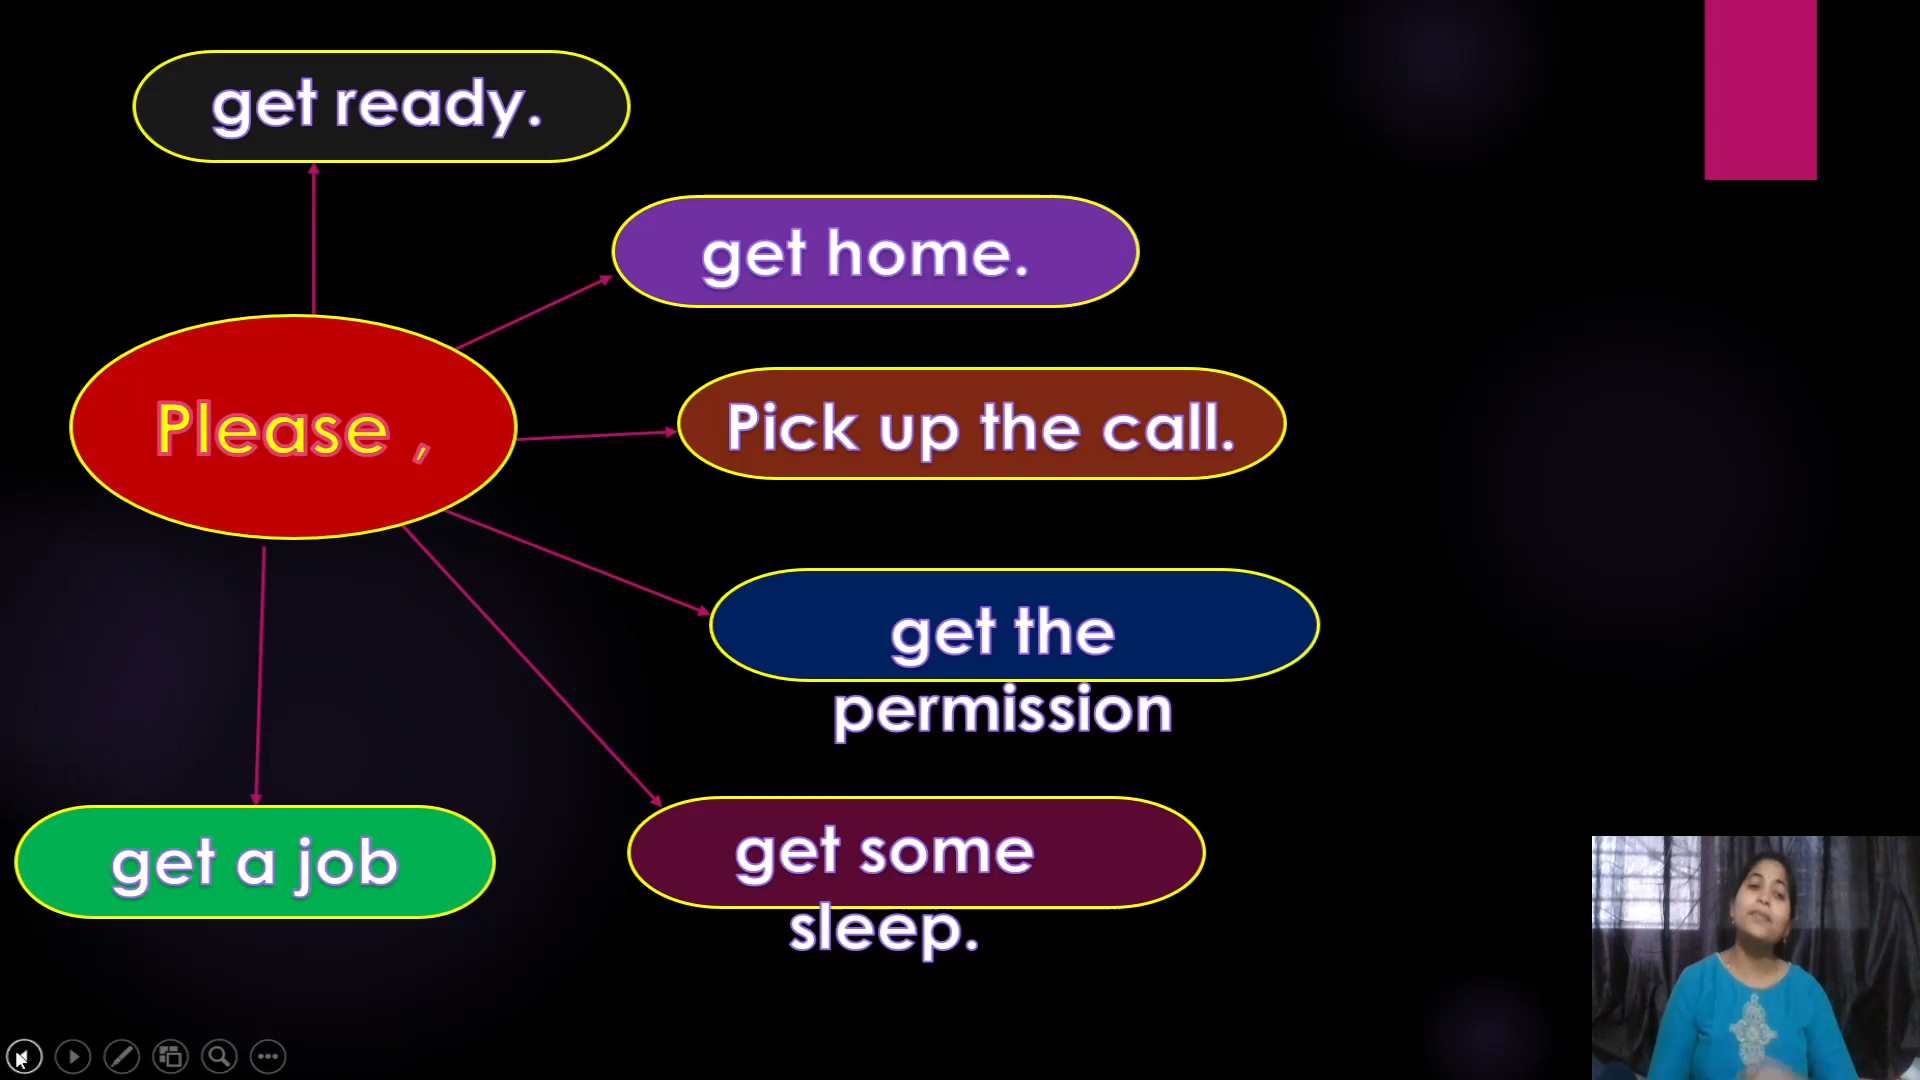 get ready.
get home.
Please ,
Pick up the call.
get the
permission
get a job
get some
sleep.